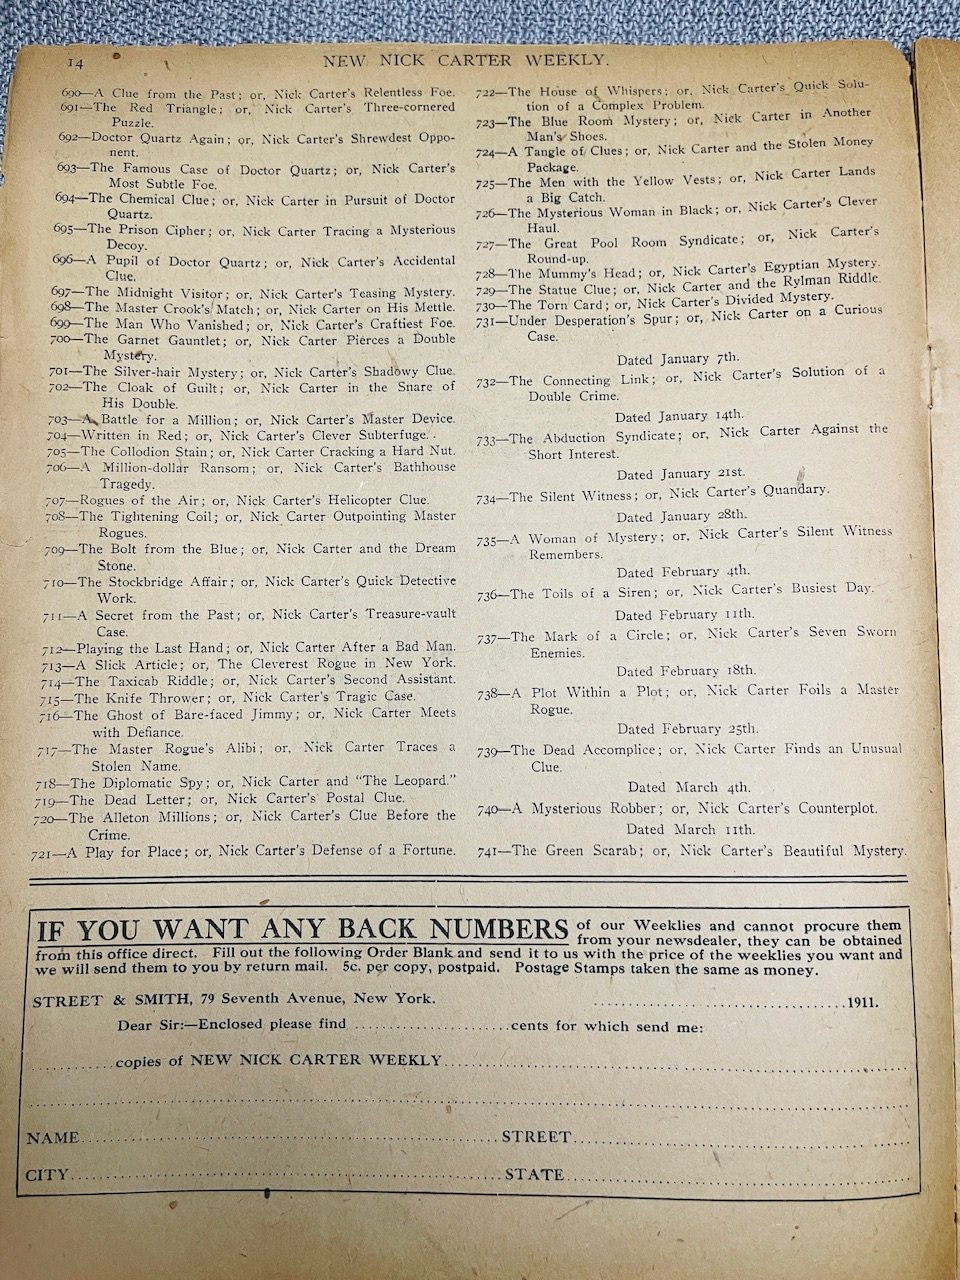 14
NEW NICK CARTER WEEKLY.
690—A Clue from the Past; or, Nick Carter's Relentless Foe.
691—The Red Triangle; or, Nick Carter's Three-cornered
Puzzle.
692—Doctor Quartz Again; or, Nick Carter's Shrewdest Oppo-
nent.
693—The Famous Case of Doctor Quartz; or, Nick Carter's
Most Subtle Foe.
694—The Chemical Clue; or, Nick Carter in Pursuit of Doctor
Quartz.
695—The Prison Cipher; or, Nick Carter Tracing a Mysterious
Decoy.
696—A Pupil of Doctor Quartz; or, Nick Carter's Accidental
Clue.
697—The Midnight Visitor; or, Nick Carter's Teasing Mystery.
698—The Master Crook's Match; or, Nick Carter on His Mettle.
699—The Man Who Vanished; or, Nick Carter's Craftiest Foe.
700—The Garnet Gauntlet; or, Nick Carter Pierces a Double
Mystery.
701—The Silver-hair Mystery; or, Nick Carter's Shadowy Clue.
702—The Cloak of Guilt; or, Nick Carter in the Snare of
His Double.
703—A Battle for a Million; or, Nick Carter's Master Device.
704—Written in Red; or, Nick Carter's Clever Subterfuge.
705—The Collodion Stain; or, Nick Carter Cracking a Hard Nut.
706—A Million-dollar Ransom; or, Nick Carter's Bathhouse
Tragedy.
707—Rogues of the Air; or, Nick Carter's Helicopter Clue.
708—The Tightening Coil; or, Nick Carter Outpointing Master
Rogues.
709—The Bolt from the Blue; or, Nick Carter and the Dream
Stone.
710—The Stockbridge Affair; or, Nick Carter's Quick Detective
Work.
711—A Secret from the Past; or, Nick Carter's Treasure-vault
Case.
712—Playing the Last Hand; or, Nick Carter After a Bad Man.
713—A Slick Article; or, The Cleverest Rogue in New York.
714—The Taxicab Riddle; or, Nick Carter's Second Assistant.
715—The Knife Thrower; or, Nick Carter's Tragic Case.
716—The Ghost of Bare-faced Jimmy; or, Nick Carter Meets
with Defiance.
717—The Master Rogue's Alibi; or, Nick Carter Traces a
Stolen Name.
718—The Diplomatic Spy; or, Nick Carter and "The Leopard."
719—The Dead Letter; or, Nick Carter's Postal Clue.
720—The Alleton Millions; or, Nick Carter's Clue Before the
Crime.
721—A Play for Place; or, Nick Carter's Defense of a Fortune.
722—The House of Whispers; or, Nick Carter's Quick Solu-
tion of a Complex Problem.
723—The Blue Room Mystery; or, Nick Carter in Another
Man's Shoes.
724—A Tangle of Clues; or, Nick Carter and the Stolen Money
Package.
725—The Men with the Yellow Vests; or, Nick Carter Lands
a Big Catch.
726—The Mysterious Woman in Black; or, Nick Carter's Clever
Haul.
727—The Great Pool Room Syndicate; or, Nick Carter's
Round-up.
728—The Mummy's Head; or, Nick Carter's Egyptian Mystery.
729—The Statue Clue; or, Nick Carter and the Rylman Riddle.
730—The Torn Card; or, Nick Carter's Divided Mystery.
731—Under Desperation's Spur; or, Nick Carter on a Curious
Case.
Dated January 7th.
732—The Connecting Link; or, Nick Carter's Solution of a
Double Crime.
Dated January 14th.
733—The Abduction Syndicate; or, Nick Carter Against the
Short Interest.
Dated January 21st.
734—The Silent Witness; or, Nick Carter's Quandary.
Dated January 28th.
735—A Woman of Mystery; or, Nick Carter's Silent Witness
Remembers.
Dated February 4th.
736—The Toils of a Siren; or, Nick Carter's Busiest Day.
Dated February 11th.
737—The Mark of a Circle; or, Nick Carter's Seven Sworn
Enemies.
Dated February 18th.
738—A Plot Within a Plot; or, Nick Carter Foils a Master
Rogue.
Dated February 25th.
739—The Dead Accomplice; or, Nick Carter Finds an Unusual
Clue.
Dated March 4th.
740—A Mysterious Robber; or, Nick Carter's Counterplot.
Dated March 11th.
741—The Green Scarab; or, Nick Carter's Beautiful Mystery.
IF YOU WANT ANY BACK NUMBERS of our Weeklies and cannot procure them
from your newsdealer, they can be obtained
from this office direct. Fill out the following Order Blank and send it to us with the price of the weeklies you want and
we will send them to you by return mail. 5c. per copy, postpaid. Postage Stamps taken the same as money.
STREET & SMITH, 79 Seventh Avenue, New York. ........................1911.
Dear Sir:—Enclosed please find ......................cents for which send me:
............copies of NEW NICK CARTER WEEKLY............................................
NAME............................................STREET............................................
CITY............................................STATE............................................